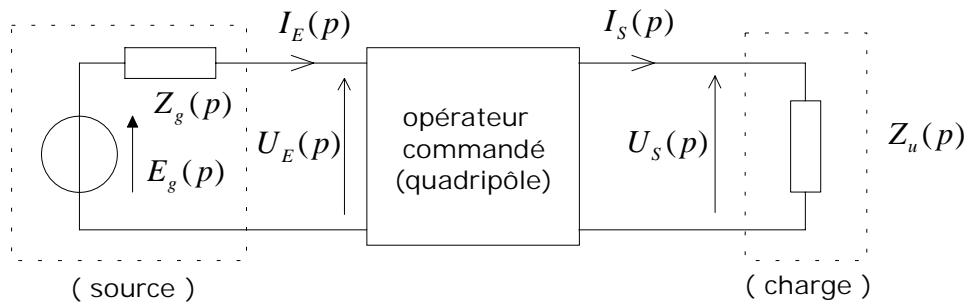 I_E(p)
I_S(p)
Z_g(p)
E_g(p)
U_E(p)
opérateur
commandé
(quadripôle)
U_S(p)
Z_u(p)
( source )
( charge )